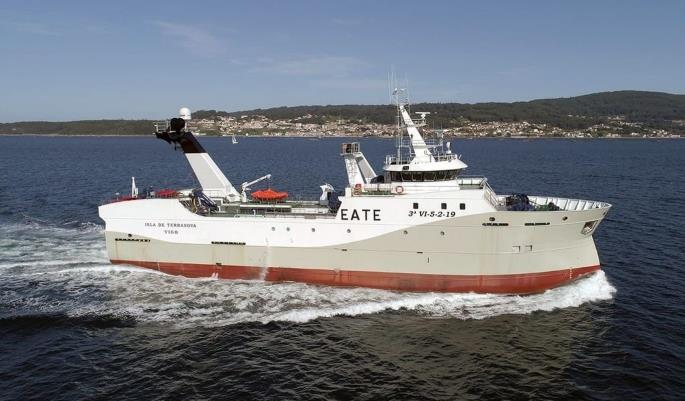 EATE
3ª VI-5-2-19
ISLA DE TERRANOVA
VIGO